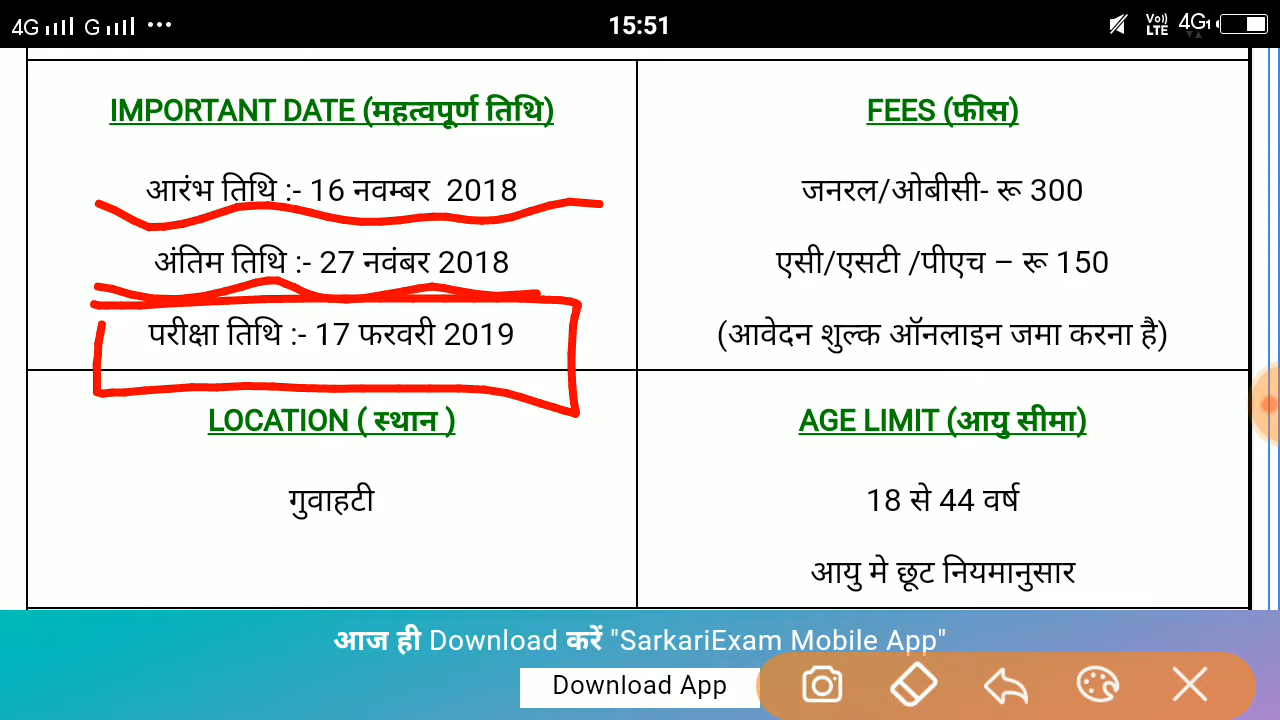 4G G 15:51 Vo) LTE 4G
IMPORTANT DATE (महत्वपूर्ण तिथि)
आरंभ तिथि :- 16 नवम्बर 2018
अंतिम तिथि :- 27 नवंबर 2018
परीक्षा तिथि :- 17 फरवरी 2019
FEES (फीस)
जनरल/ओबीसी- रू 300
एसी/एसटी /पीएच – रू 150
(आवेदन शुल्क ऑनलाइन जमा करना है)
LOCATION ( स्थान )
गुवाहटी
AGE LIMIT (आयु सीमा)
18 से 44 वर्ष
आयु मे छूट नियमानुसार
आज ही Download करें "SarkariExam Mobile App"
Download App